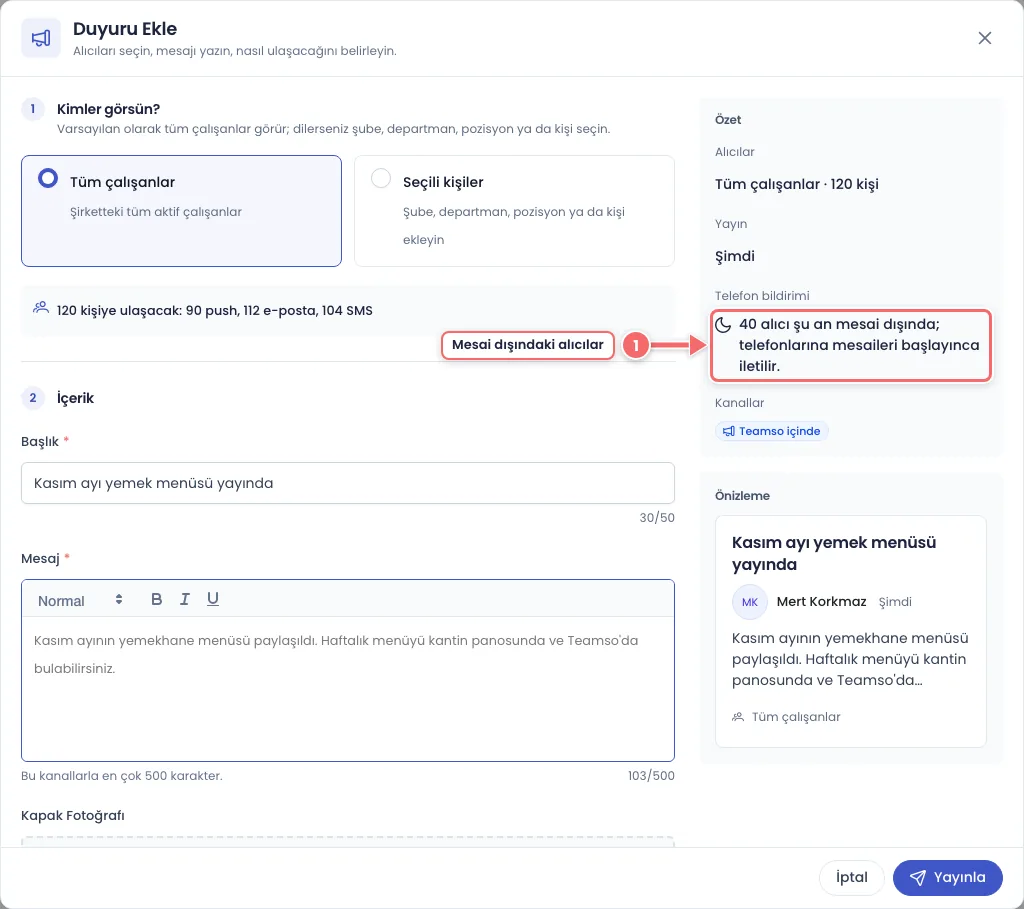 Duyuru Ekle
Alıcıları seçin, mesajı yazın, nasıl ulaşacağını belirleyin.
1
Kimler görsün?
Varsayılan olarak tüm çalışanlar görür; dilerseniz şube, departman, pozisyon ya da kişi seçin.
Tüm çalışanlar
Şirketteki tüm aktif çalışanlar
Seçili kişiler
Şube, departman, pozisyon ya da kişi
ekleyin
120 kişiye ulaşacak: 90 push, 112 e-posta, 104 SMS
Mesai dışındaki alıcılar
1
2
İçerik
Başlık *
Kasım ayı yemek menüsü yayında
30/50
Mesaj *
Normal
B I U
Kasım ayının yemekhane menüsü paylaşıldı. Haftalık menüyü kantin panosunda ve Teamso'da
bulabilirsiniz.
Bu kanallarla en çok 500 karakter.
103/500
Kapak Fotoğrafı
Özet
Alıcılar
Tüm çalışanlar · 120 kişi
Yayın
Şimdi
Telefon bildirimi
40 alıcı şu an mesai dışında;
telefonlarına mesaileri başlayınca
iletilir.
Kanallar
Teamso içinde
Önizleme
Kasım ayı yemek menüsü
yayında
MK
Mert Korkmaz
Şimdi
Kasım ayının yemekhane menüsü
paylaşıldı. Haftalık menüyü kantin
panosunda ve Teamso'da...
Tüm çalışanlar
İptal
Yayınla